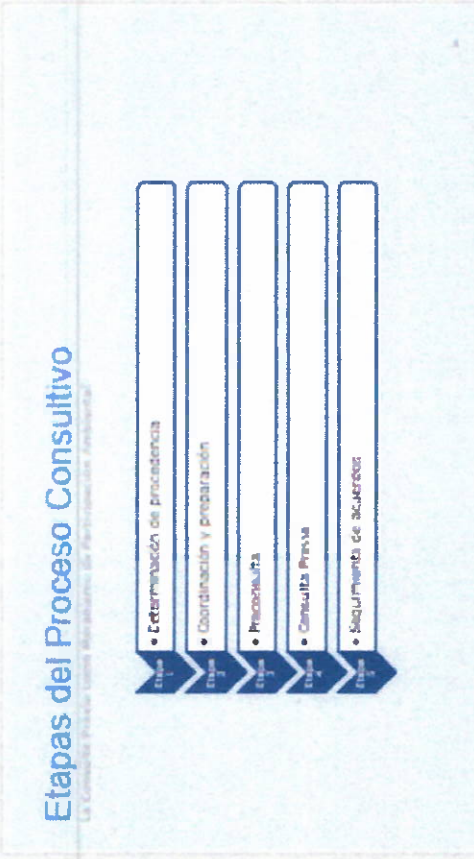 Etapas del Proceso Consultivo
La Consulta Previa como Mecanismo de Participación Ambiental
Etapa 1
• Determinación de procedencia
Etapa 2
• Coordinación y preparación
Etapa 3
• Preconsulta
Etapa 4
• Consulta Previa
Etapa 5
• Seguimiento de acuerdos